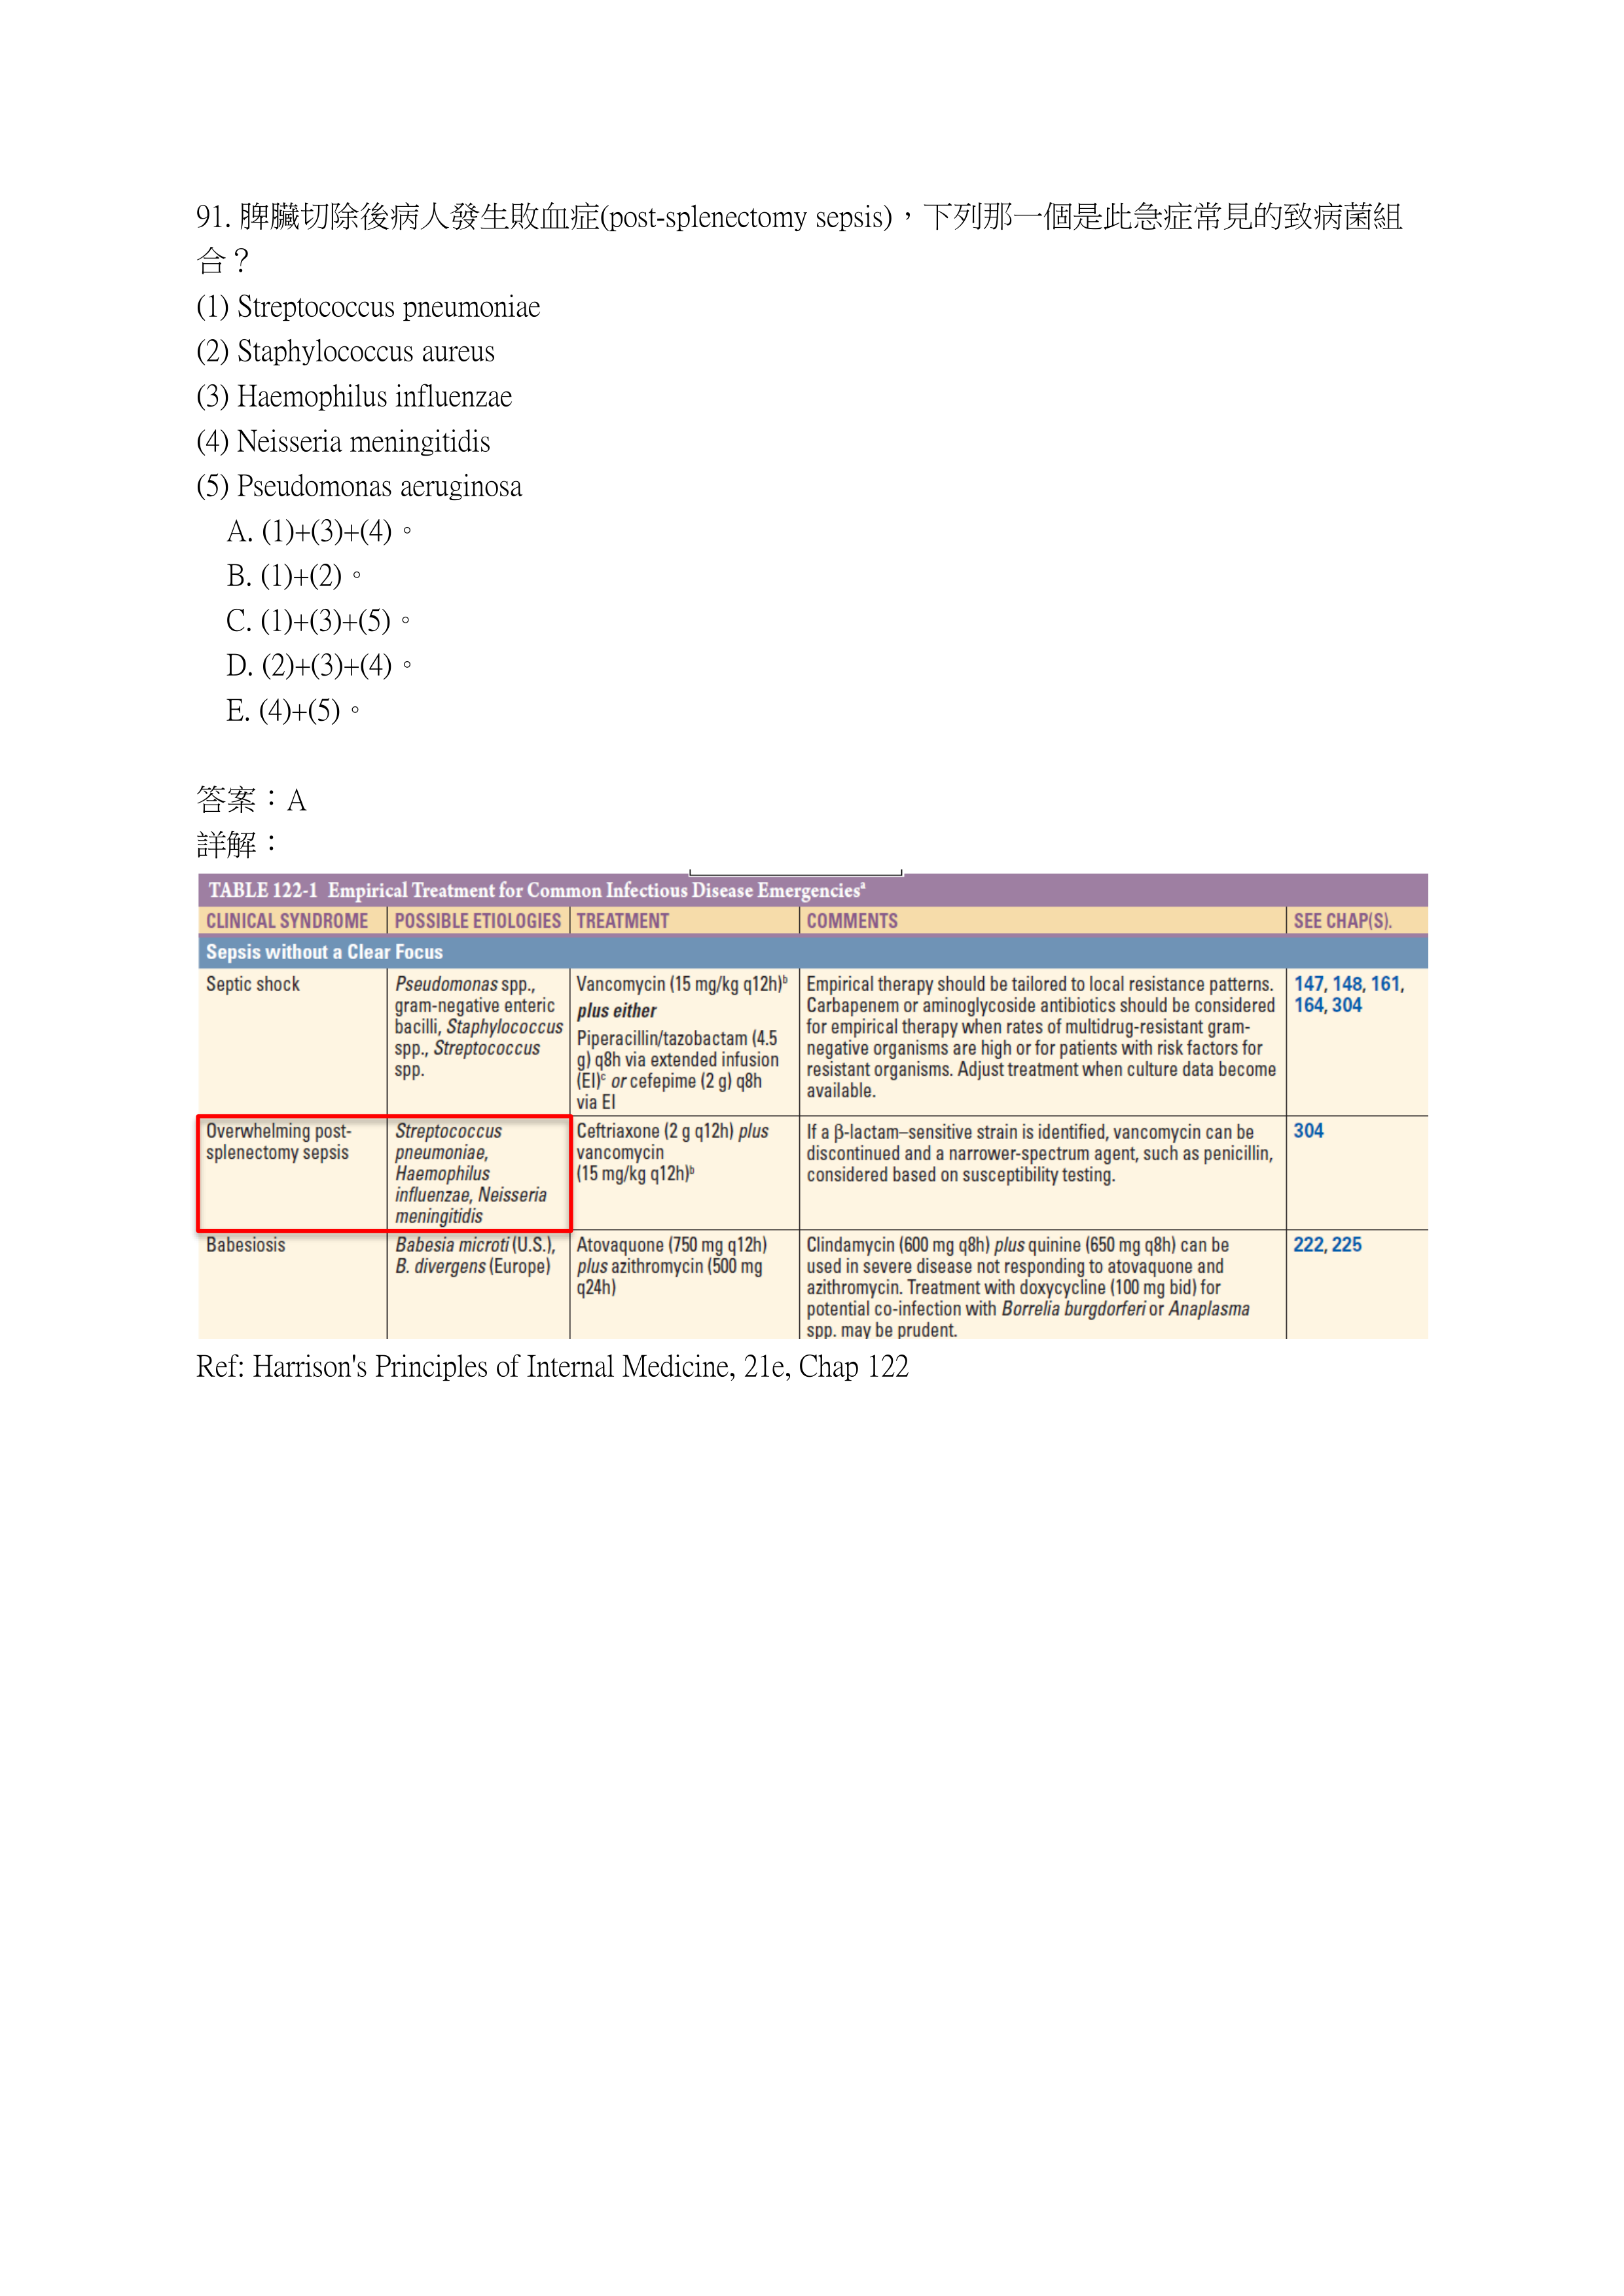 91. 脾臟切除後病人發生敗血症(post-splenectomy sepsis)，下列那一個是此急症常見的致病菌組
合？
(1) Streptococcus pneumoniae
(2) Staphylococcus aureus
(3) Haemophilus influenzae
(4) Neisseria meningitidis
(5) Pseudomonas aeruginosa
A. (1)+(3)+(4)。
B. (1)+(2)。
C. (1)+(3)+(5)。
D. (2)+(3)+(4)。
E. (4)+(5)。
答案：A
詳解：
TABLE 122-1 Empirical Treatment for Common Infectious Disease Emergenciesᵃ
CLINICAL SYNDROME POSSIBLE ETIOLOGIES TREATMENT COMMENTS SEE CHAP(S).
Sepsis without a Clear Focus
Septic shock
Pseudomonas spp.,
gram-negative enteric
bacilli, Staphylococcus
spp., Streptococcus
spp.
Vancomycin (15 mg/kg q12h)ᵇ
plus either
Piperacillin/tazobactam (4.5
g) q8h via extended infusion
(EI)ᶜ or cefepime (2 g) q8h
via EI
Empirical therapy should be tailored to local resistance patterns.
Carbapenem or aminoglycoside antibiotics should be considered
for empirical therapy when rates of multidrug-resistant gram-
negative organisms are high or for patients with risk factors for
resistant organisms. Adjust treatment when culture data become
available.
147, 148, 161,
164, 304
Overwhelming post-
splenectomy sepsis
Streptococcus
pneumoniae,
Haemophilus
influenzae, Neisseria
meningitidis
Ceftriaxone (2 g q12h) plus
vancomycin
(15 mg/kg q12h)ᵇ
If a β-lactam–sensitive strain is identified, vancomycin can be
discontinued and a narrower-spectrum agent, such as penicillin,
considered based on susceptibility testing.
304
Babesiosis
Babesia microti (U.S.),
B. divergens (Europe)
Atovaquone (750 mg q12h)
plus azithromycin (500 mg
q24h)
Clindamycin (600 mg q8h) plus quinine (650 mg q8h) can be
used in severe disease not responding to atovaquone and
azithromycin. Treatment with doxycycline (100 mg bid) for
potential co-infection with Borrelia burgdorferi or Anaplasma
spp. may be prudent.
222, 225
Ref: Harrison's Principles of Internal Medicine, 21e, Chap 122